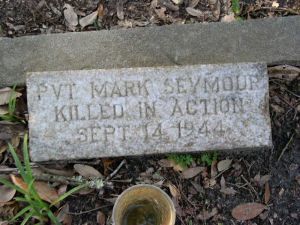 PVT MARK SEYMOUR
KILLED IN ACTION
SEPT 14, 1944